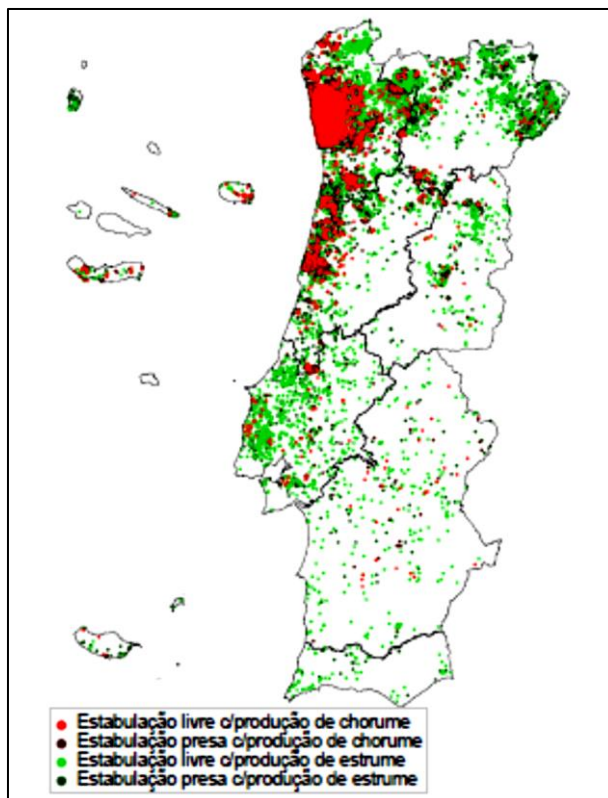 Estabulação livre c/produção de chorume
Estabulação presa c/produção de chorume
Estabulação livre c/produção de estrume
Estabulação presa c/produção de estrume